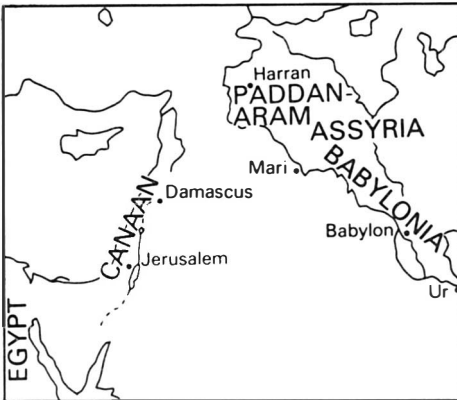 Harran
PADDAN-
ARAM
ASSYRIA
Mari
BABYLONIA
CANAAN
Damascus
Babylon
Jerusalem
Ur
EGYPT